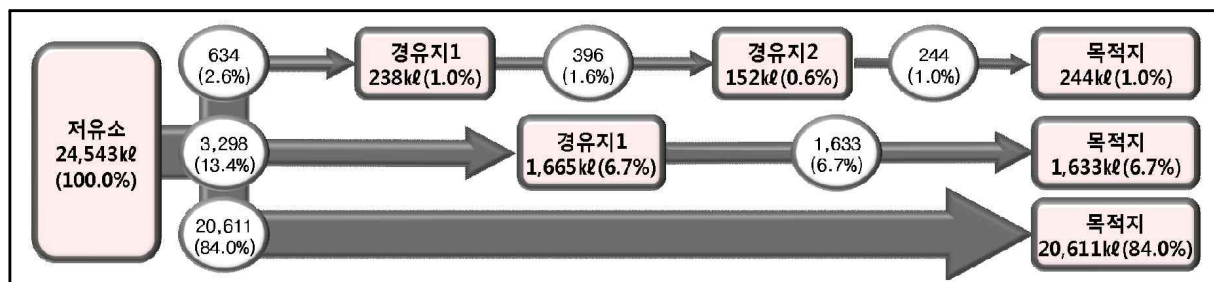 634
(2.6%)
경유지1
238㎘(1.0%)
396
(1.6%)
경유지2
152㎘(0.6%)
244
(1.0%)
목적지
244㎘(1.0%)
저유소
24,543㎘
(100.0%)
3,298
(13.4%)
경유지1
1,665㎘(6.7%)
1,633
(6.7%)
목적지
1,633㎘(6.7%)
20,611
(84.0%)
목적지
20,611㎘(84.0%)